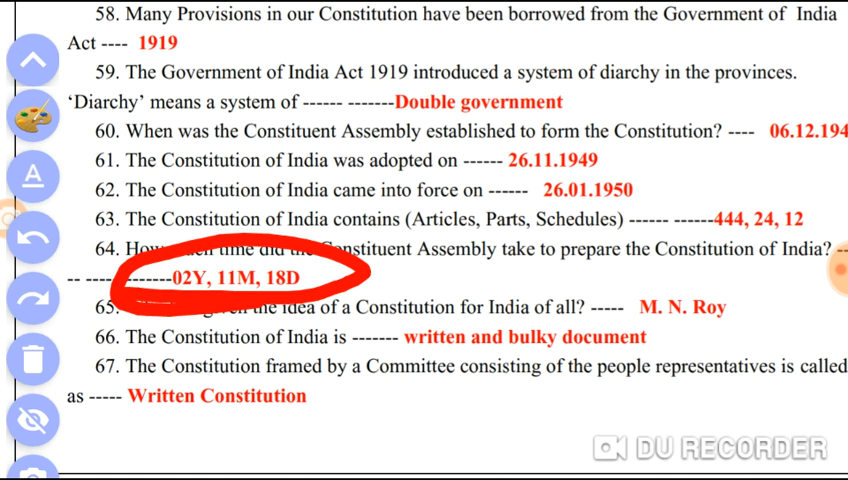 58. Many Provisions in our Constitution have been borrowed from the Government of India
Act ---- 1919
59. The Government of India Act 1919 introduced a system of diarchy in the provinces.
‘Diarchy’ means a system of ------ -------Double government
60. When was the Constituent Assembly established to form the Constitution? ---- 06.12.194
61. The Constitution of India was adopted on ------ 26.11.1949
62. The Constitution of India came into force on ------ 26.01.1950
63. The Constitution of India contains (Articles, Parts, Schedules) ------ ------444, 24, 12
64. time did Constituent Assembly take to prepare the Constitution of India? --
-- ---- -------02Y, 11M, 18D
65. the idea of a Constitution for India of all? ----- M. N. Roy
66. The Constitution of India is ------- written and bulky document
67. The Constitution framed by a Committee consisting of the people representatives is called
as ----- Written Constitution
A
DU RECORDER